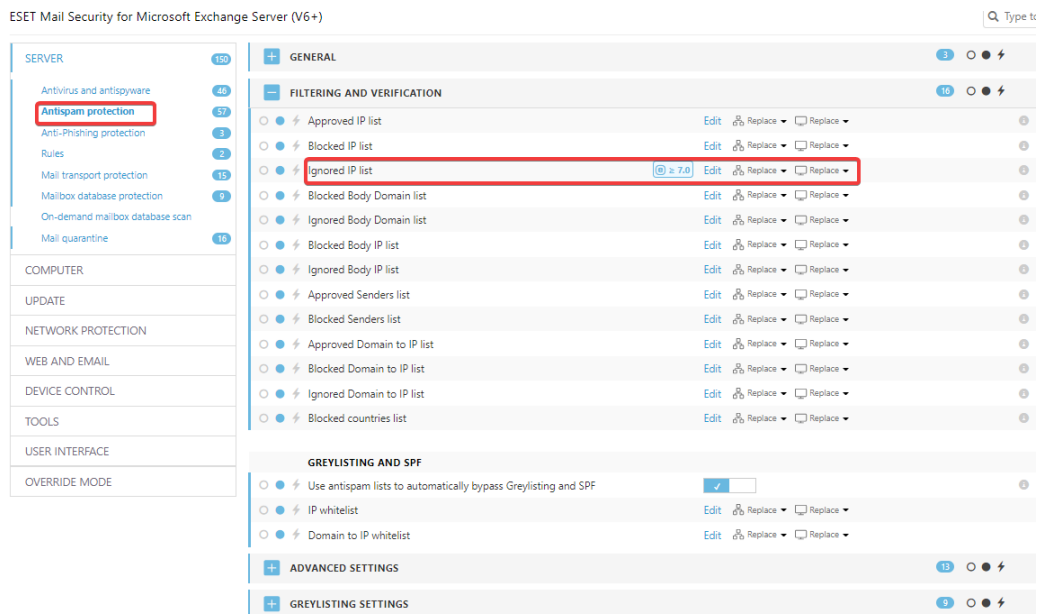 ESET Mail Security for Microsoft Exchange Server (V6+)
Type to
SERVER 150
Antivirus and antispyware 46
Antispam protection 57
Anti-Phishing protection 3
Rules 2
Mail transport protection 15
Mailbox database protection 9
On-demand mailbox database scan
Mail quarantine 16
COMPUTER
UPDATE
NETWORK PROTECTION
WEB AND EMAIL
DEVICE CONTROL
TOOLS
USER INTERFACE
OVERRIDE MODE
GENERAL 3
FILTERING AND VERIFICATION 16
Approved IP list Edit Replace Replace
Blocked IP list Edit Replace Replace
Ignored IP list ≥ 7.0 Edit Replace Replace
Blocked Body Domain list Edit Replace Replace
Ignored Body Domain list Edit Replace Replace
Blocked Body IP list Edit Replace Replace
Ignored Body IP list Edit Replace Replace
Approved Senders list Edit Replace Replace
Blocked Senders list Edit Replace Replace
Approved Domain to IP list Edit Replace Replace
Blocked Domain to IP list Edit Replace Replace
Ignored Domain to IP list Edit Replace Replace
Blocked countries list Edit Replace Replace
GREYLISTING AND SPF
Use antispam lists to automatically bypass Greylisting and SPF
IP whitelist Edit Replace Replace
Domain to IP whitelist Edit Replace Replace
ADVANCED SETTINGS 13
GREYLISTING SETTINGS 9